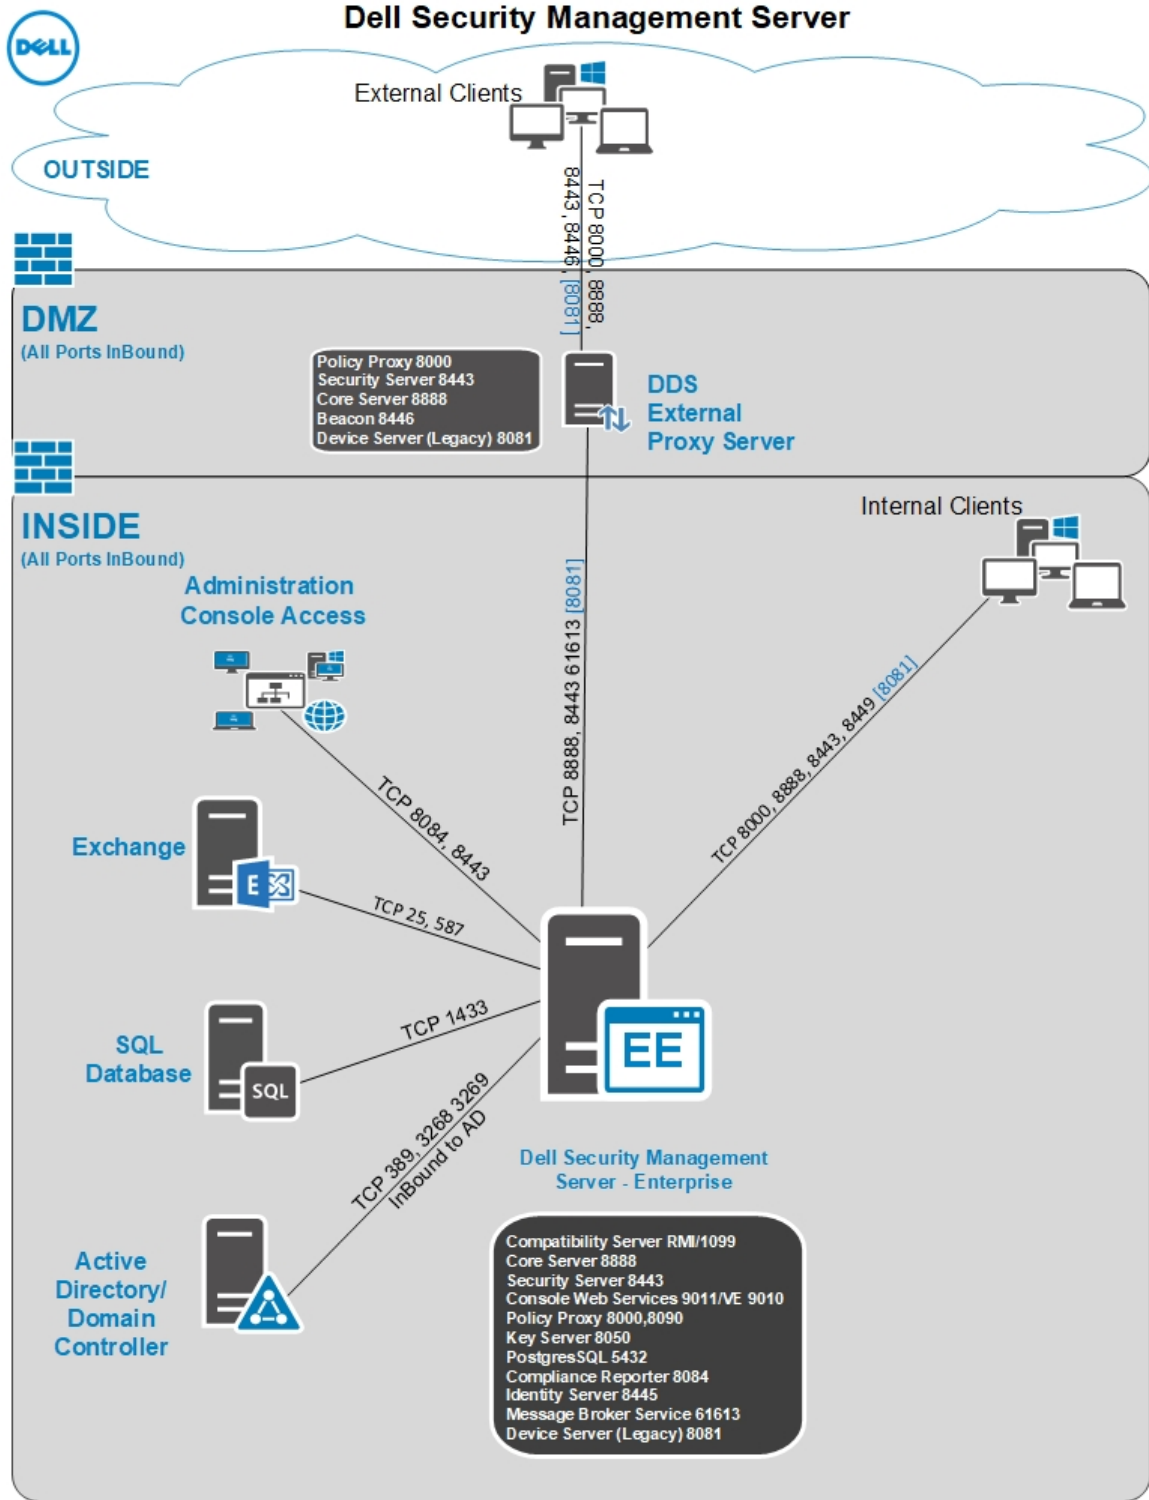 Dell Security Management Server
DELL
External Clients
OUTSIDE
TCP 8000, 8888,
8443, 8446, [8081]
DMZ
(All Ports InBound)
Policy Proxy 8000
Security Server 8443
Core Server 8888
Beacon 8446
Device Server (Legacy) 8081
DDS
External
Proxy Server
INSIDE
(All Ports InBound)
Internal Clients
Administration
Console Access
TCP 8888, 8443 61613 [8081]
TCP 8000, 8888, 8443, 8449 [8081]
TCP 8084, 8443
Exchange
E
TCP 25, 587
SQL
Database
SQL
TCP 1433
EE
TCP 389, 3268 3269
InBound to AD
Dell Security Management
Server - Enterprise
Active
Directory/
Domain
Controller
Compatibility Server RMI/1099
Core Server 8888
Security Server 8443
Console Web Services 9011/VE 9010
Policy Proxy 8000,8090
Key Server 8050
PostgresSQL 5432
Compliance Reporter 8084
Identity Server 8445
Message Broker Service 61613
Device Server (Legacy) 8081